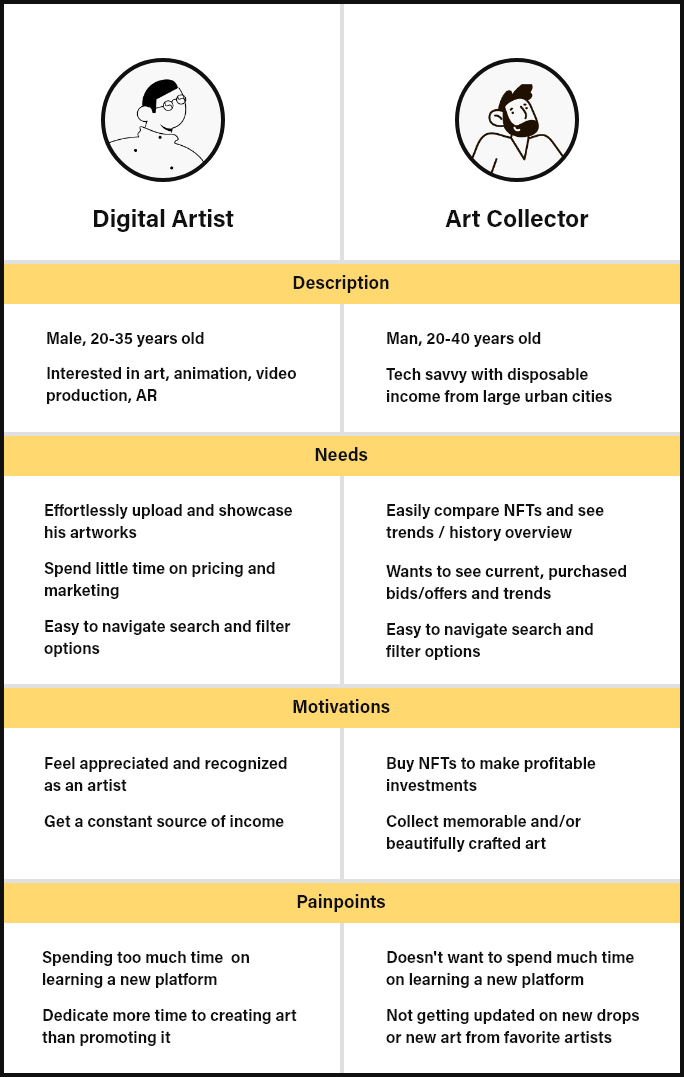 Digital Artist
Art Collector
Description
Male, 20-35 years old
Interested in art, animation, video
production, AR
Man, 20-40 years old
Tech savvy with disposable
income from large urban cities
Needs
Effortlessly upload and showcase
his artworks
Spend little time on pricing and
marketing
Easy to navigate search and filter
options
Easily compare NFTs and see
trends / history overview
Wants to see current, purchased
bids/offers and trends
Easy to navigate search and
filter options
Motivations
Feel appreciated and recognized
as an artist
Get a constant source of income
Buy NFTs to make profitable
investments
Collect memorable and/or
beautifully crafted art
Painpoints
Spending too much time  on
learning a new platform
Dedicate more time to creating art
than promoting it
Doesn't want to spend much time
on learning a new platform
Not getting updated on new drops
or new art from favorite artists